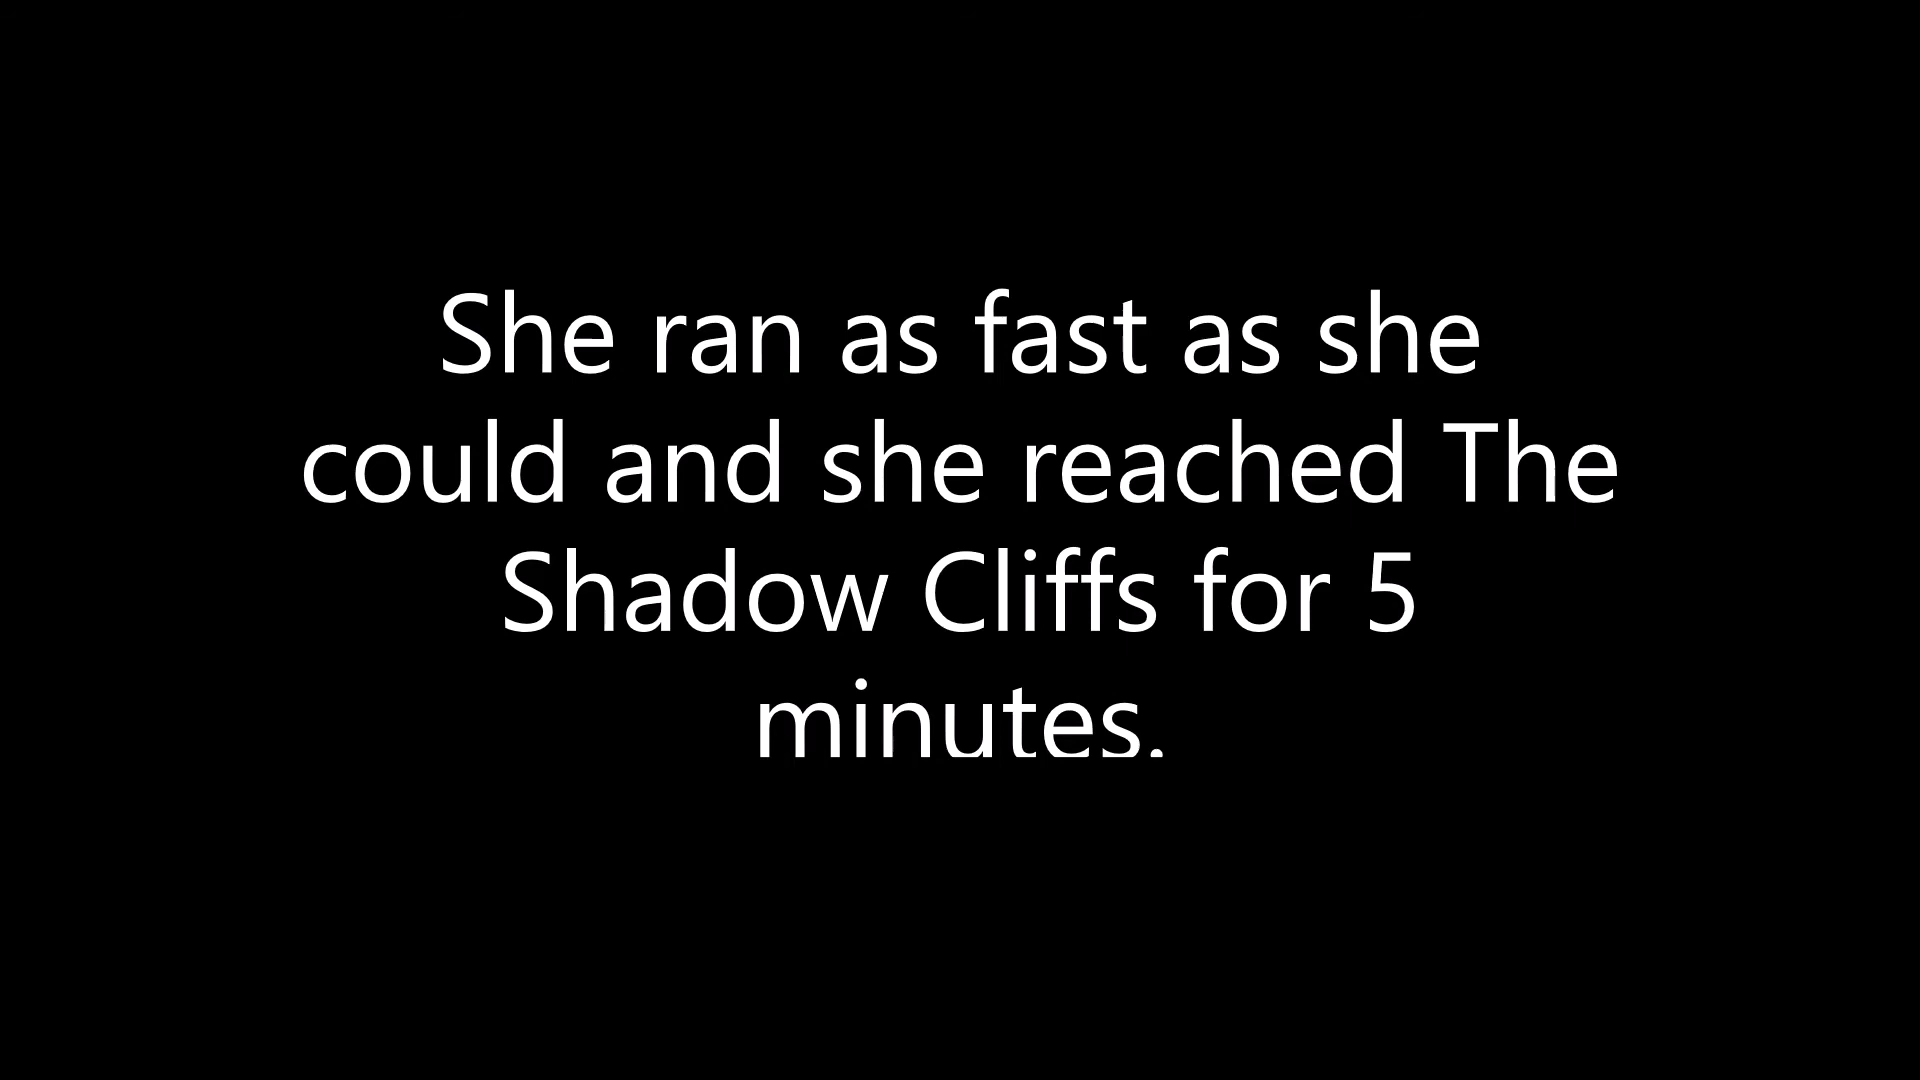 She ran as fast as she
could and she reached The
Shadow Cliffs for 5
minutes.